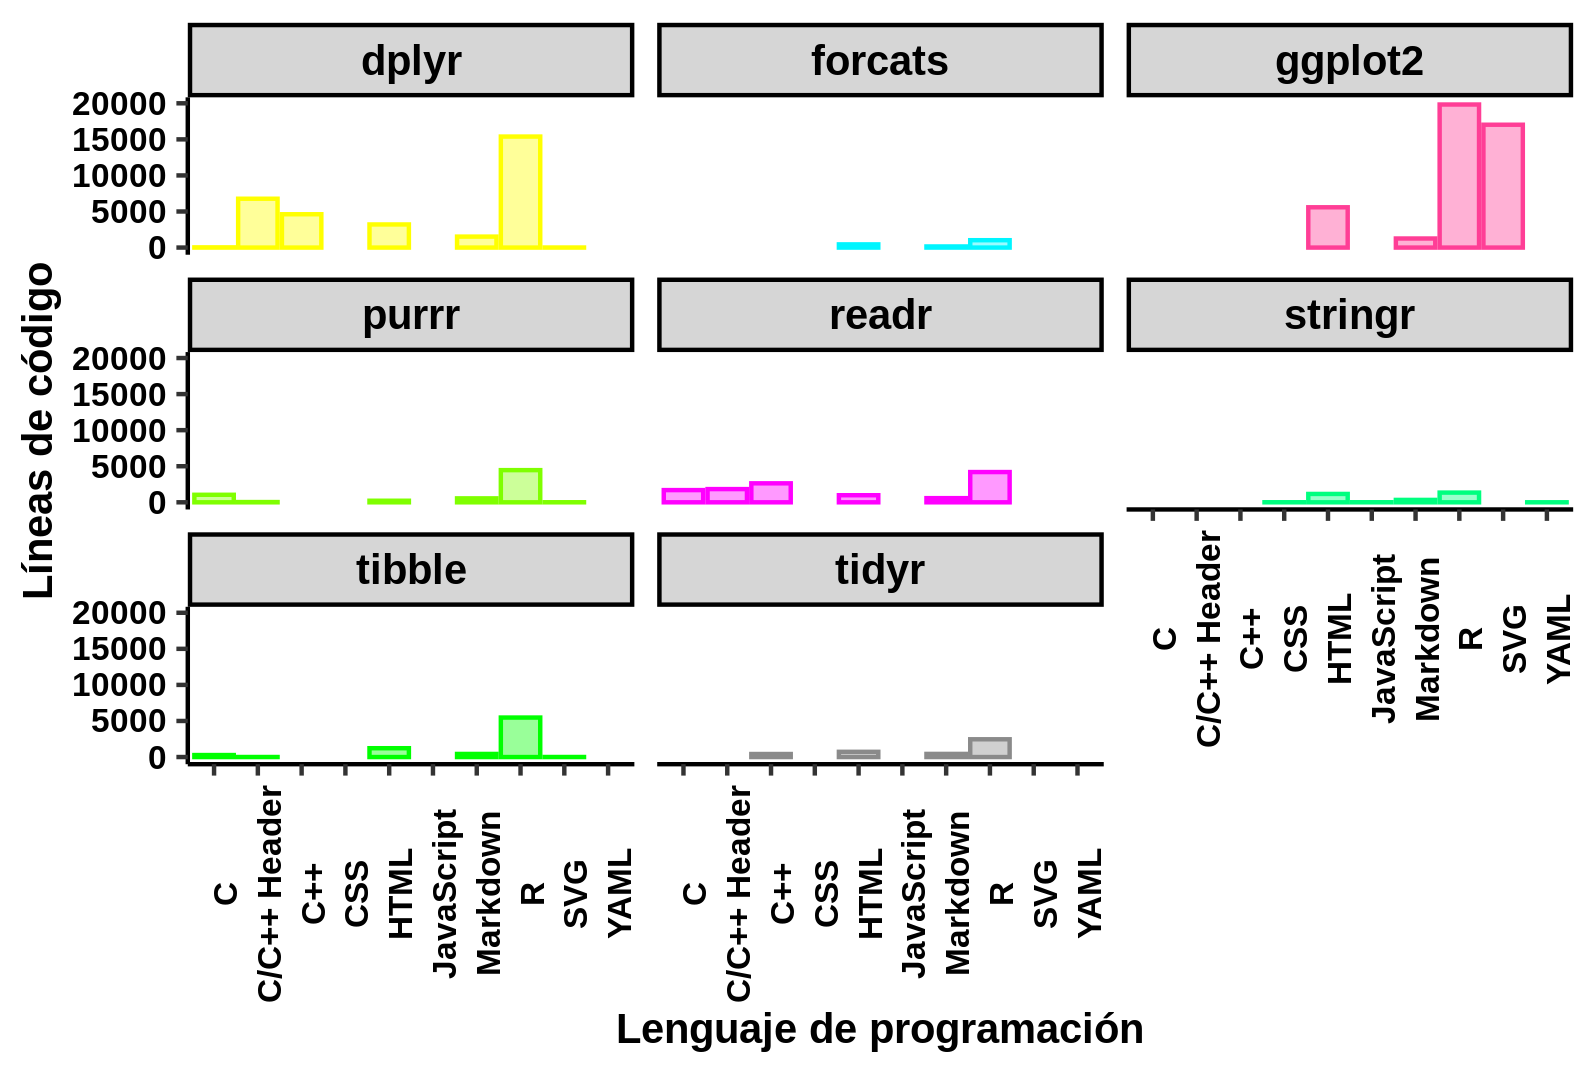 dplyr
forcats
ggplot2
20000
15000
10000
5000
0
purrr
readr
stringr
20000
15000
10000
5000
0
C
C/C++ Header
C++
CSS
HTML
JavaScript
Markdown
R
SVG
YAML
tibble
tidyr
20000
15000
10000
5000
0
C
C/C++ Header
C++
CSS
HTML
JavaScript
Markdown
R
SVG
YAML
C
C/C++ Header
C++
CSS
HTML
JavaScript
Markdown
R
SVG
YAML
Líneas de código
Lenguaje de programación